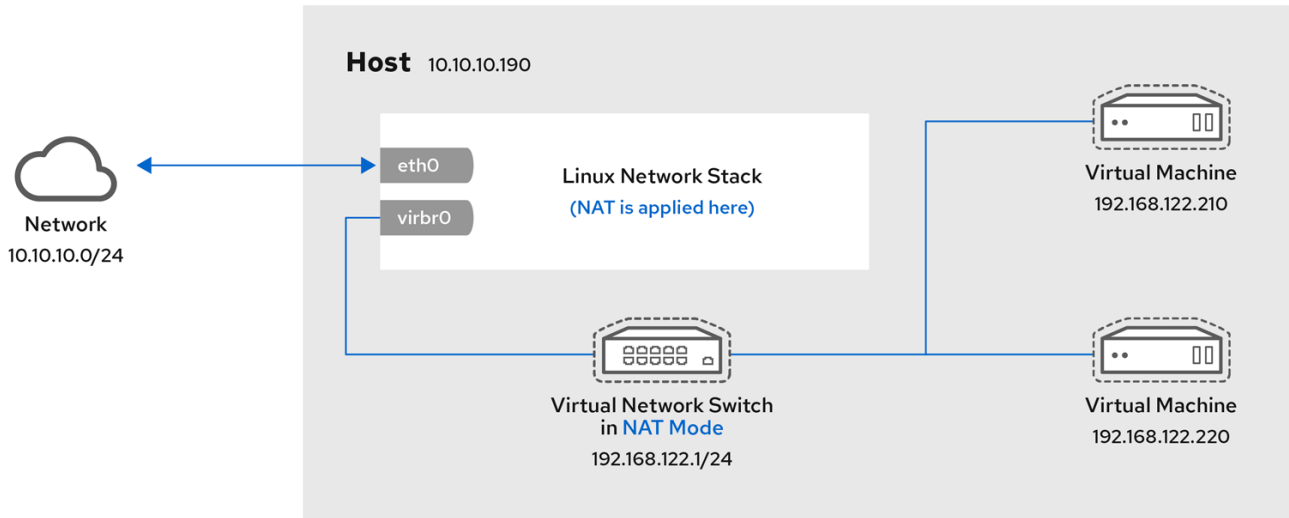 Host 10.10.10.190
eth0
Linux Network Stack
(NAT is applied here)
virbr0
Network
10.10.10.0/24
Virtual Machine
192.168.122.210
Virtual Network Switch
in NAT Mode
192.168.122.1/24
Virtual Machine
192.168.122.220